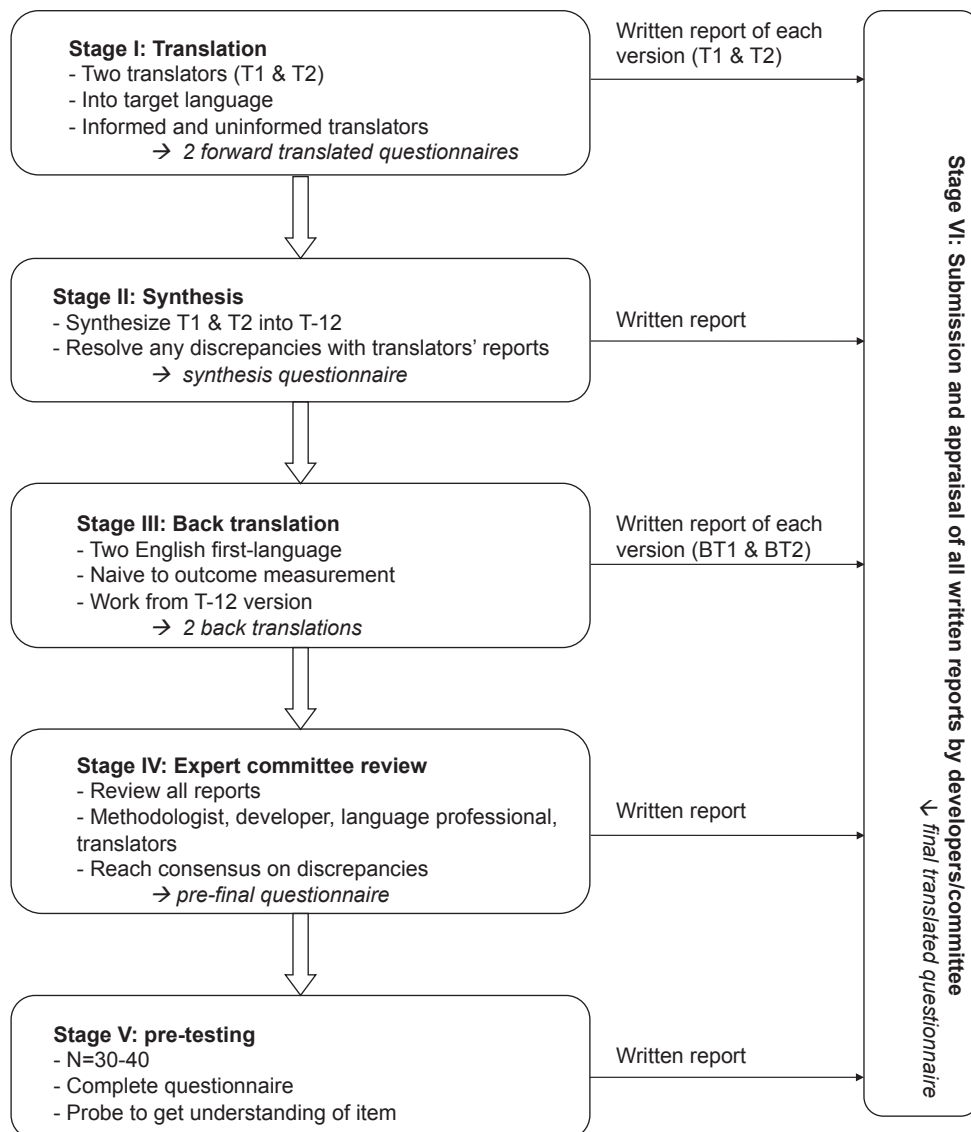 Stage I: Translation
- Two translators (T1 & T2)
- Into target language
- Informed and uninformed translators
→ 2 forward translated questionnaires
Written report of each
version (T1 & T2)
Stage II: Synthesis
- Synthesize T1 & T2 into T-12
- Resolve any discrepancies with translators’ reports
→ synthesis questionnaire
Written report
Stage III: Back translation
- Two English first-language
- Naive to outcome measurement
- Work from T-12 version
→ 2 back translations
Written report of each
version (BT1 & BT2)
Stage IV: Expert committee review
- Review all reports
- Methodologist, developer, language professional,
translators
- Reach consensus on discrepancies
→ pre-final questionnaire
Written report
Stage V: pre-testing
- N=30-40
- Complete questionnaire
- Probe to get understanding of item
Written report
Stage VI: Submission and appraisal of all written reports by developers/committee
→ final translated questionnaire